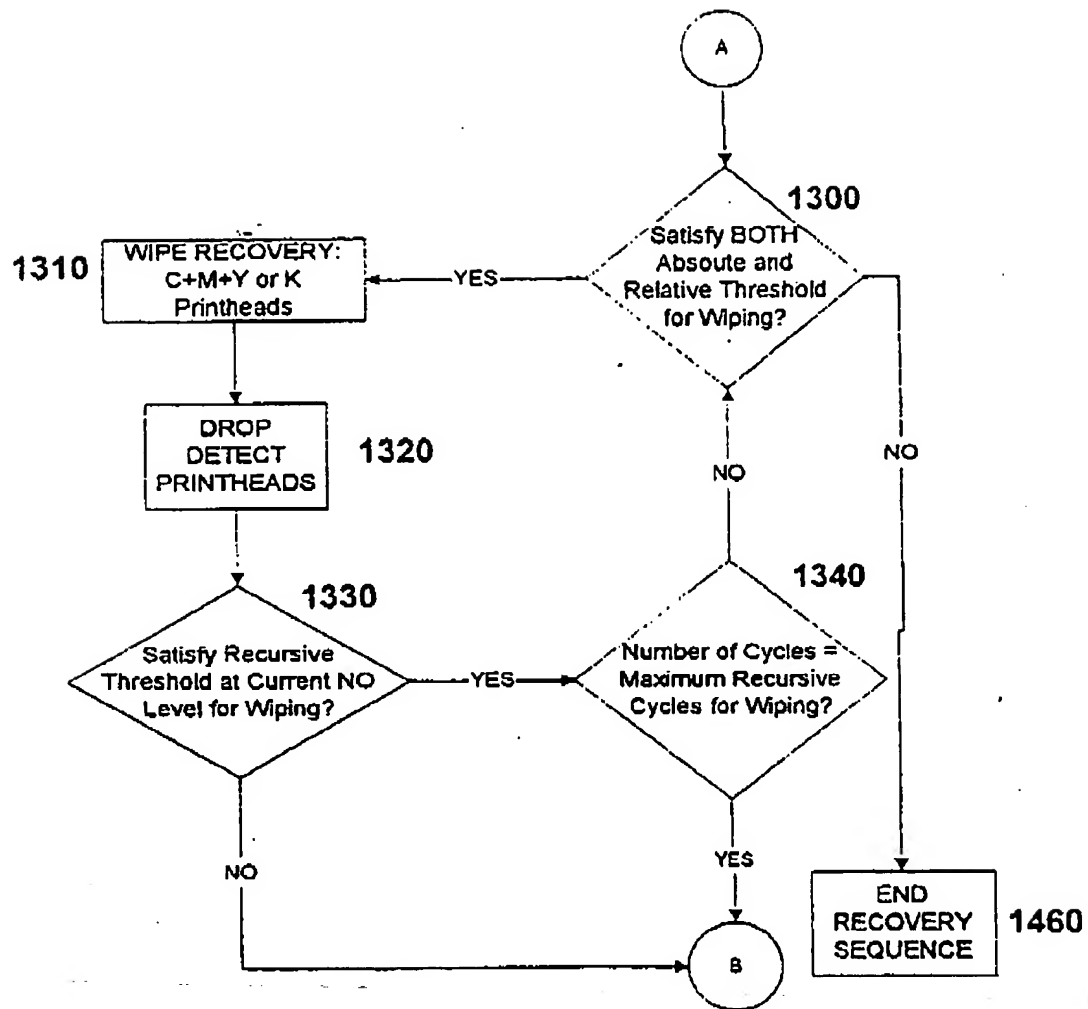 A
1300
Satisfy BOTH
Absoute and
Relative Threshold
for Wiping?
YES
NO
1310
WIPE RECOVERY:
C+M+Y or K
Printheads
DROP
DETECT
PRINTHEADS
1320
NO
1330
Satisfy Recursive
Threshold at Current NO
Level for Wiping?
YES
1340
Number of Cycles =
Maximum Recursive
Cycles for Wiping?
NO
YES
B
END
RECOVERY
SEQUENCE
1460